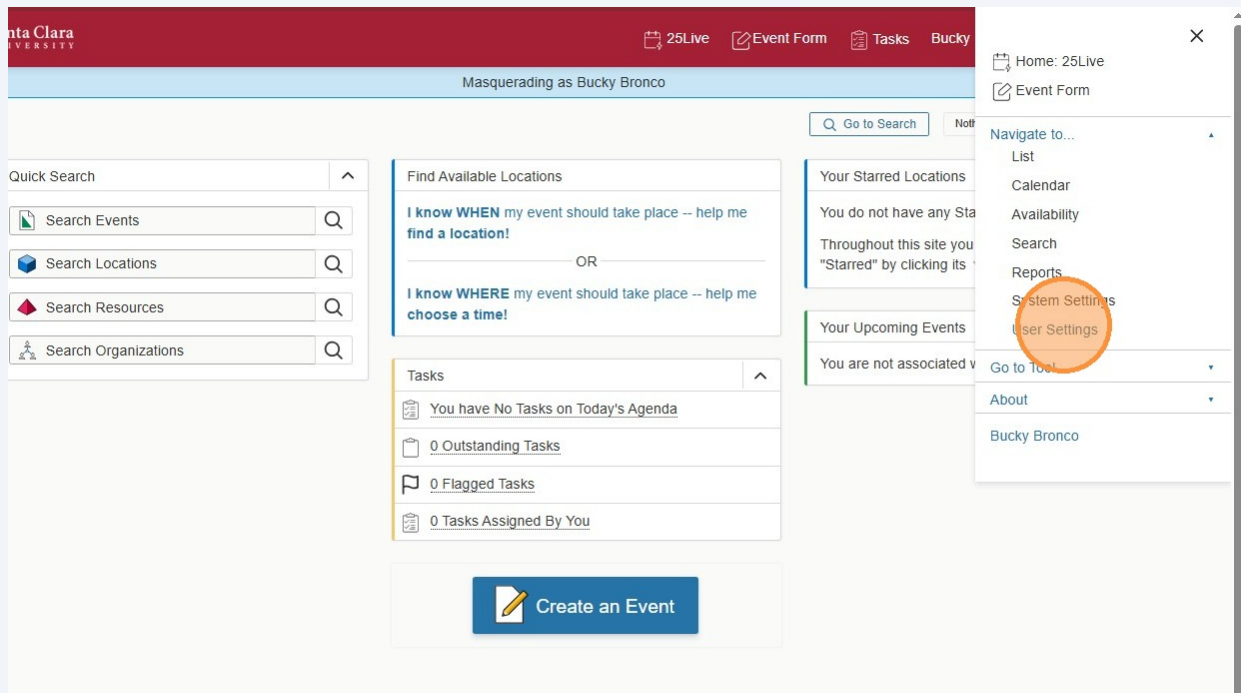 nta Clara
IVERSITY
25Live
Event Form
Tasks
Bucky
Masquerading as Bucky Bronco
Go to Search
Noth
Quick Search
Search Events
Search Locations
Search Resources
Search Organizations
Find Available Locations
I know WHEN my event should take place -- help me
find a location!
OR
I know WHERE my event should take place -- help me
choose a time!
Tasks
You have No Tasks on Today's Agenda
0 Outstanding Tasks
0 Flagged Tasks
0 Tasks Assigned By You
Create an Event
Your Starred Locations
You do not have any Sta
Throughout this site you
"Starred" by clicking its
Your Upcoming Events
You are not associated w
Home: 25Live
Event Form
Navigate to...
List
Calendar
Availability
Search
Reports
System Settings
User Settings
Go to Tool
About
Bucky Bronco